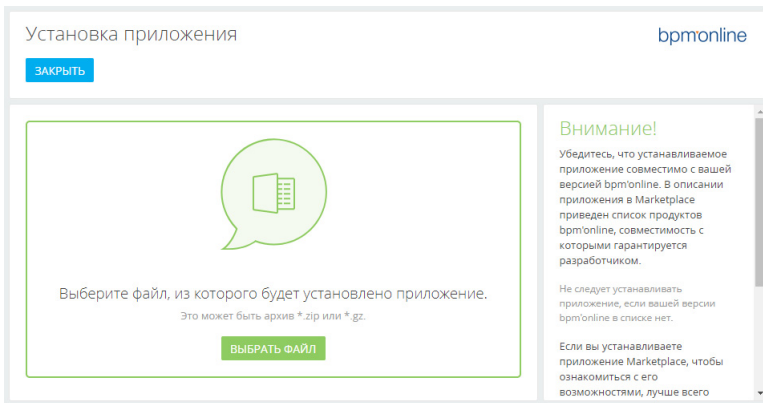 Установка приложения
bpm'online
ЗАКРЫТЬ
Выберите файл, из которого будет установлено приложение.
Это может быть архив *.zip или *.gz.
ВЫБРАТЬ ФАЙЛ
Внимание!
Убедитесь, что устанавливаемое
приложение совместимо с вашей
версией bpm'online. В описании
приложения в Marketplace
приведен список продуктов
bpm'online, совместимость с
которыми гарантируется
разработчиком.
Не следует устанавливать
приложение, если вашей версии
bpm'online в списке нет.
Если вы устанавливаете
приложение Marketplace, чтобы
ознакомиться с его
возможностями, лучше всего